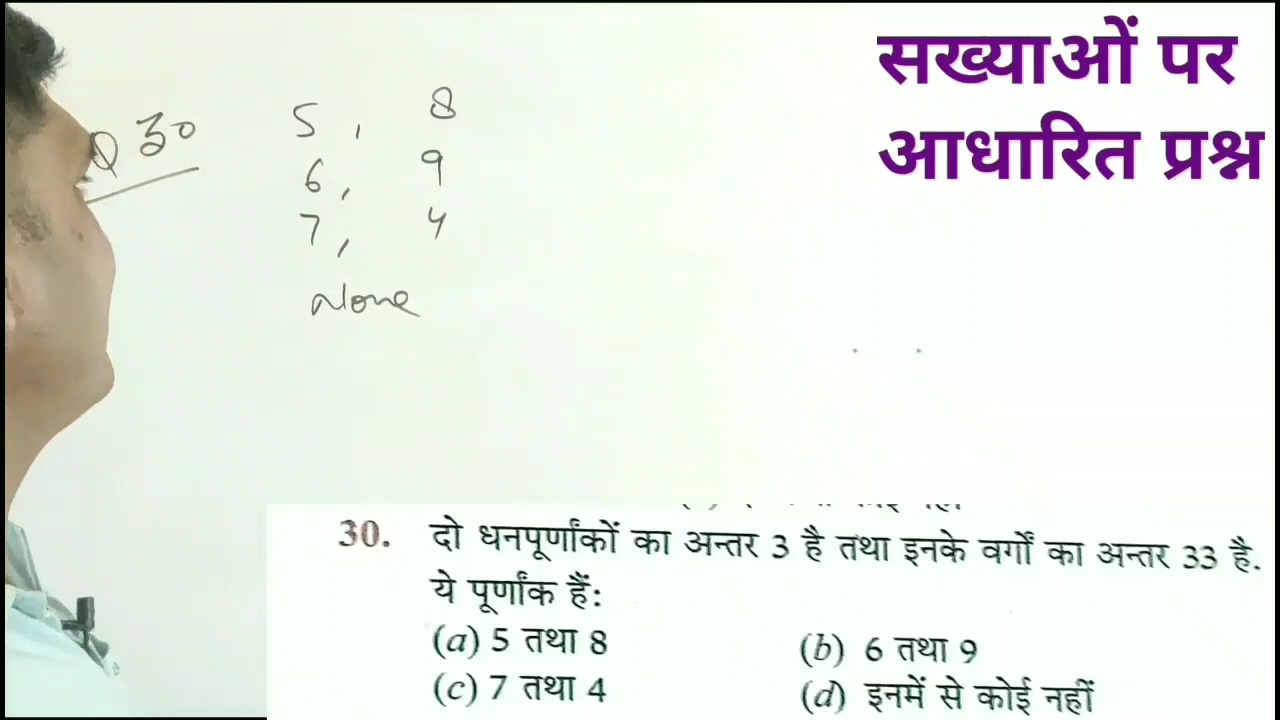 सख्याओं पर
आधारित प्रश्न
Q 30
5, 8
6, 9
7, 4
None
30. दो धनपूर्णांकों का अन्तर 3 है तथा इनके वर्गों का अन्तर 33 है.
ये पूर्णांक हैं:
(a) 5 तथा 8
(b) 6 तथा 9
(c) 7 तथा 4
(d) इनमें से कोई नहीं